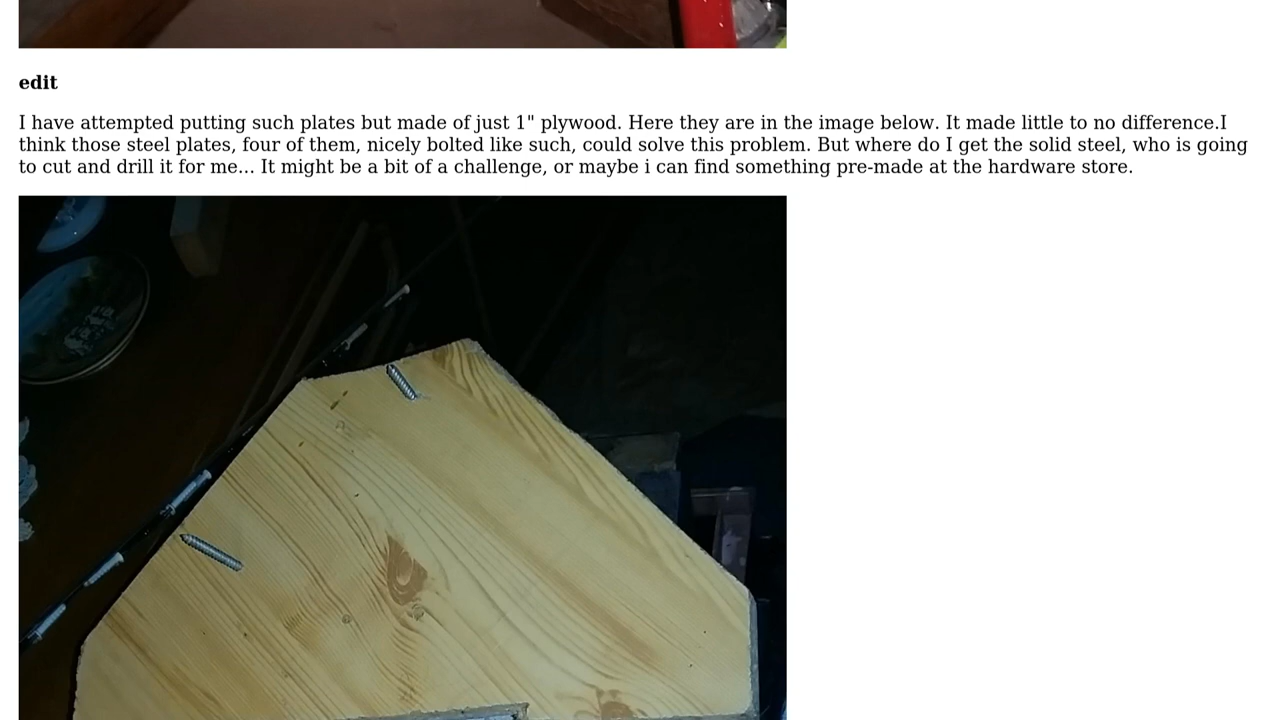 edit
I have attempted putting such plates but made of just 1" plywood. Here they are in the image below. It made little to no difference.I
think those steel plates, four of them, nicely bolted like such, could solve this problem. But where do I get the solid steel, who is going
to cut and drill it for me... It might be a bit of a challenge, or maybe i can find something pre-made at the hardware store.